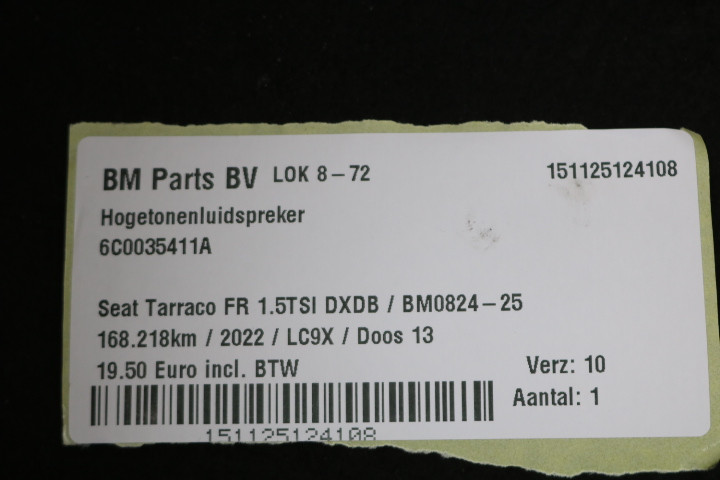 BM Parts BV LOK 8-72 151125124108
Hogetonenluidspreker
6C0035411A
Seat Tarraco FR 1.5TSI DXDB / BM0824-25
168.218km / 2022 / LC9X / Doos 13
19.50 Euro incl. BTW Verz: 10
Aantal: 1
151125124108